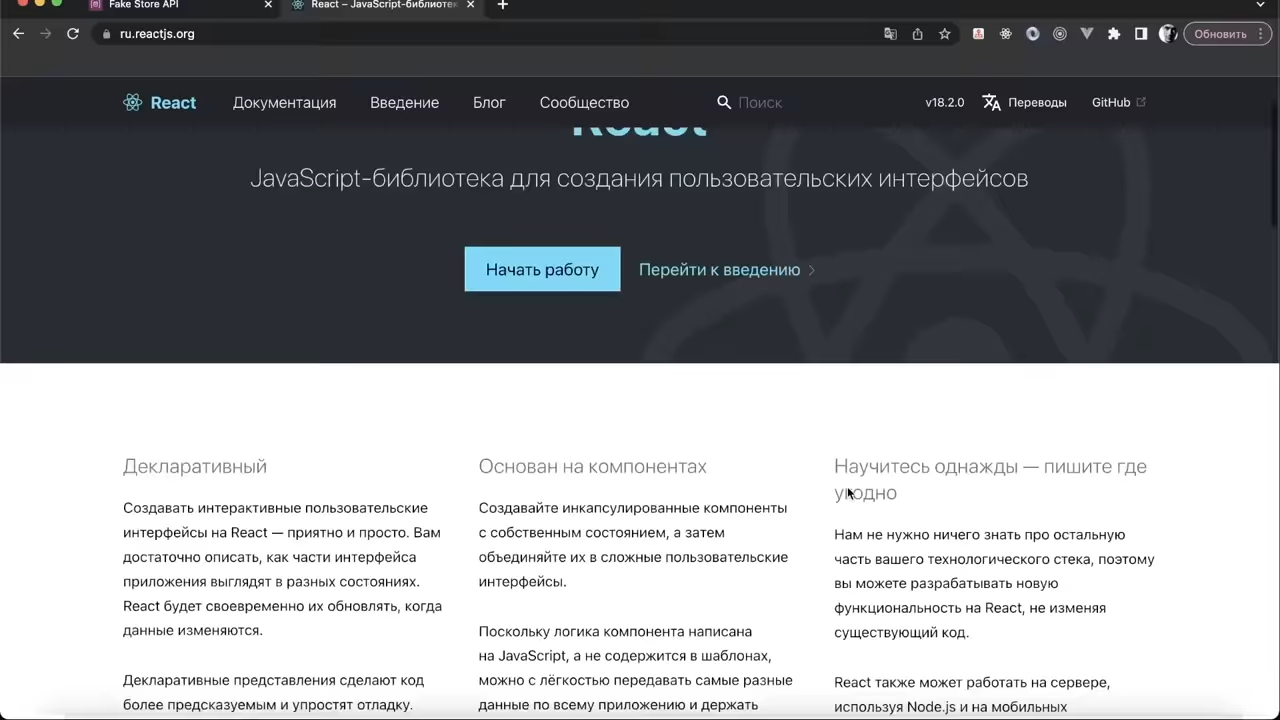 Fake Store API
React – JavaScript-библиотек
ru.reactjs.org
Обновить
React
Документация
Введение
Блог
Сообщество
Поиск
v18.2.0
Переводы
GitHub
React
JavaScript-библиотека для создания пользовательских интерфейсов
Начать работу
Перейти к введению
Декларативный
Создавать интерактивные пользовательские
интерфейсы на React — приятно и просто. Вам
достаточно описать, как части интерфейса
приложения выглядят в разных состояниях.
React будет своевременно их обновлять, когда
данные изменяются.
Декларативные представления сделают код
более предсказуемым и упростят отладку.
Основан на компонентах
Создавайте инкапсулированные компоненты
с собственным состоянием, а затем
объединяйте их в сложные пользовательские
интерфейсы.
Поскольку логика компонента написана
на JavaScript, а не содержится в шаблонах,
можно с лёгкостью передавать самые разные
данные по всему приложению и держать
Научитесь однажды — пишите где
угодно
Нам не нужно ничего знать про остальную
часть вашего технологического стека, поэтому
вы можете разрабатывать новую
функциональность на React, не изменяя
существующий код.
React также может работать на сервере,
используя Node.js и на мобильных